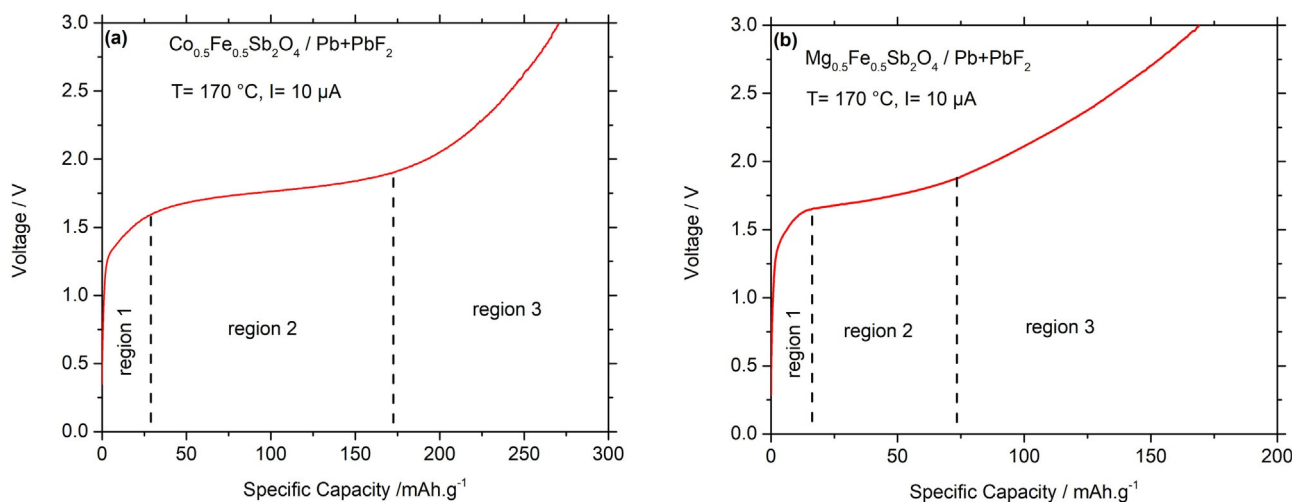 (a)
Co₀.₅Fe₀.₅Sb₂O₄ / Pb+PbF₂
T= 170 °C, I= 10 µA
3.0
2.5
2.0
1.5
1.0
0.5
0.0
Voltage / V
region 1
region 2
region 3
0 50 100 150 200 250 300
Specific Capacity /mAh.g⁻¹
(b)
Mg₀.₅Fe₀.₅Sb₂O₄ / Pb+PbF₂
T= 170 °C, I= 10 µA
3.0
2.5
2.0
1.5
1.0
0.5
0.0
Voltage / V
region 1
region 2
region 3
0 50 100 150 200
Specific Capacity / mAh.g⁻¹